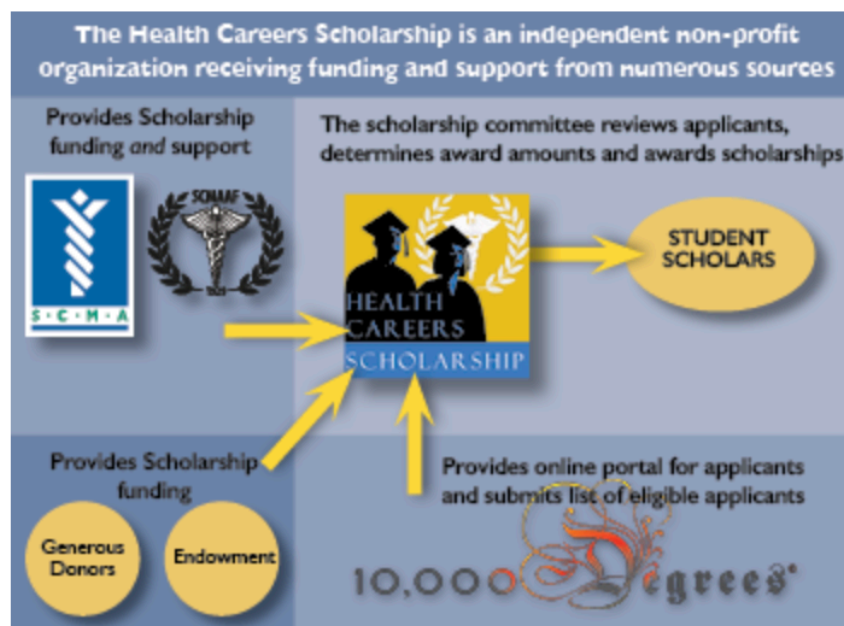 The Health Careers Scholarship is an independent non-profit
organization receiving funding and support from numerous sources
Provides Scholarship
funding and support
The scholarship committee reviews applicants,
determines award amounts and awards scholarships
S·C·M·A
SCMAAF
HEALTH
CAREERS
SCHOLARSHIP
STUDENT
SCHOLARS
Provides Scholarship
funding
Generous
Donors
Endowment
Provides online portal for applicants
and submits list of eligible applicants
10,000 Degrees